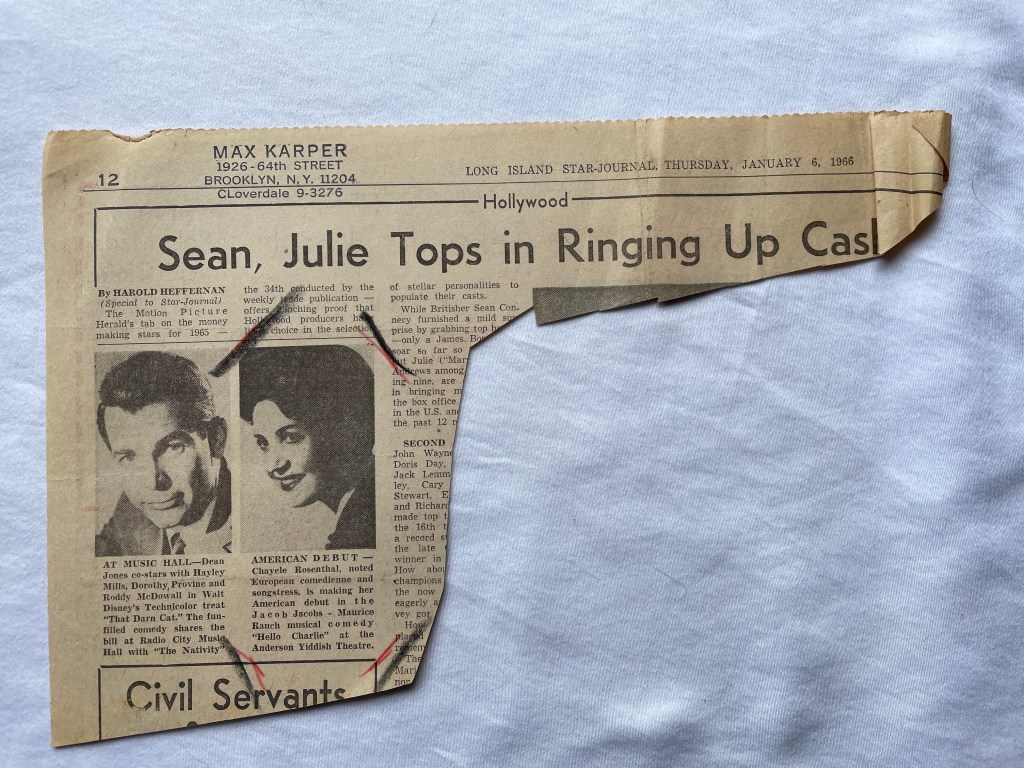 MAX KARPER
1926-64th STREET
BROOKLYN, N.Y. 11204
CLoverdale 9-3276
12
LONG ISLAND STAR-JOURNAL, THURSDAY, JANUARY 6, 1966
Hollywood
Sean, Julie Tops in Ringing Up
By HAROLD HEFFERNAN
(Special to Star-Journal)
The Motion Picture
Herald's tab on the money
making stars for 1965 —
the 34th conducted by the
weekly trade publication —
offers clinching proof that
Hollywood producers
choice in the
of stellar personalities to
populate their casts.
While Britisher Sean Con-
nery furnished a mild
prise by grabbing top
—only a James.
soar so far so
but Julie
Andrews among
ing nine, are
in bringing
the box office
in the U.S.
the past 12
*
SECOND
John Wayne
Doris Day,
Jack
ley, Cary
Stewart, E
and Richard
made top
the 16th
a record
the late
winner in
How
champions
the now
eagerly a
vey got
The
AT MUSIC HALL—Dean
Jones co-stars with Hayley
Mills, Dorothy Provine and
Roddy McDowall in Walt
Disney's Technicolor treat
"That Darn Cat." The fun-
filled comedy shares the
bill at Radio City Music
Hall with "The Nativity"
AMERICAN DEBUT —
Chayele Rosenthal, noted
European comedienne and
songstress, is making her
American debut in the
Jacob Jacobs - Maurice
Rauch musical comedy
"Hello Charlie" at the
Anderson Yiddish Theatre.
Civil Servants